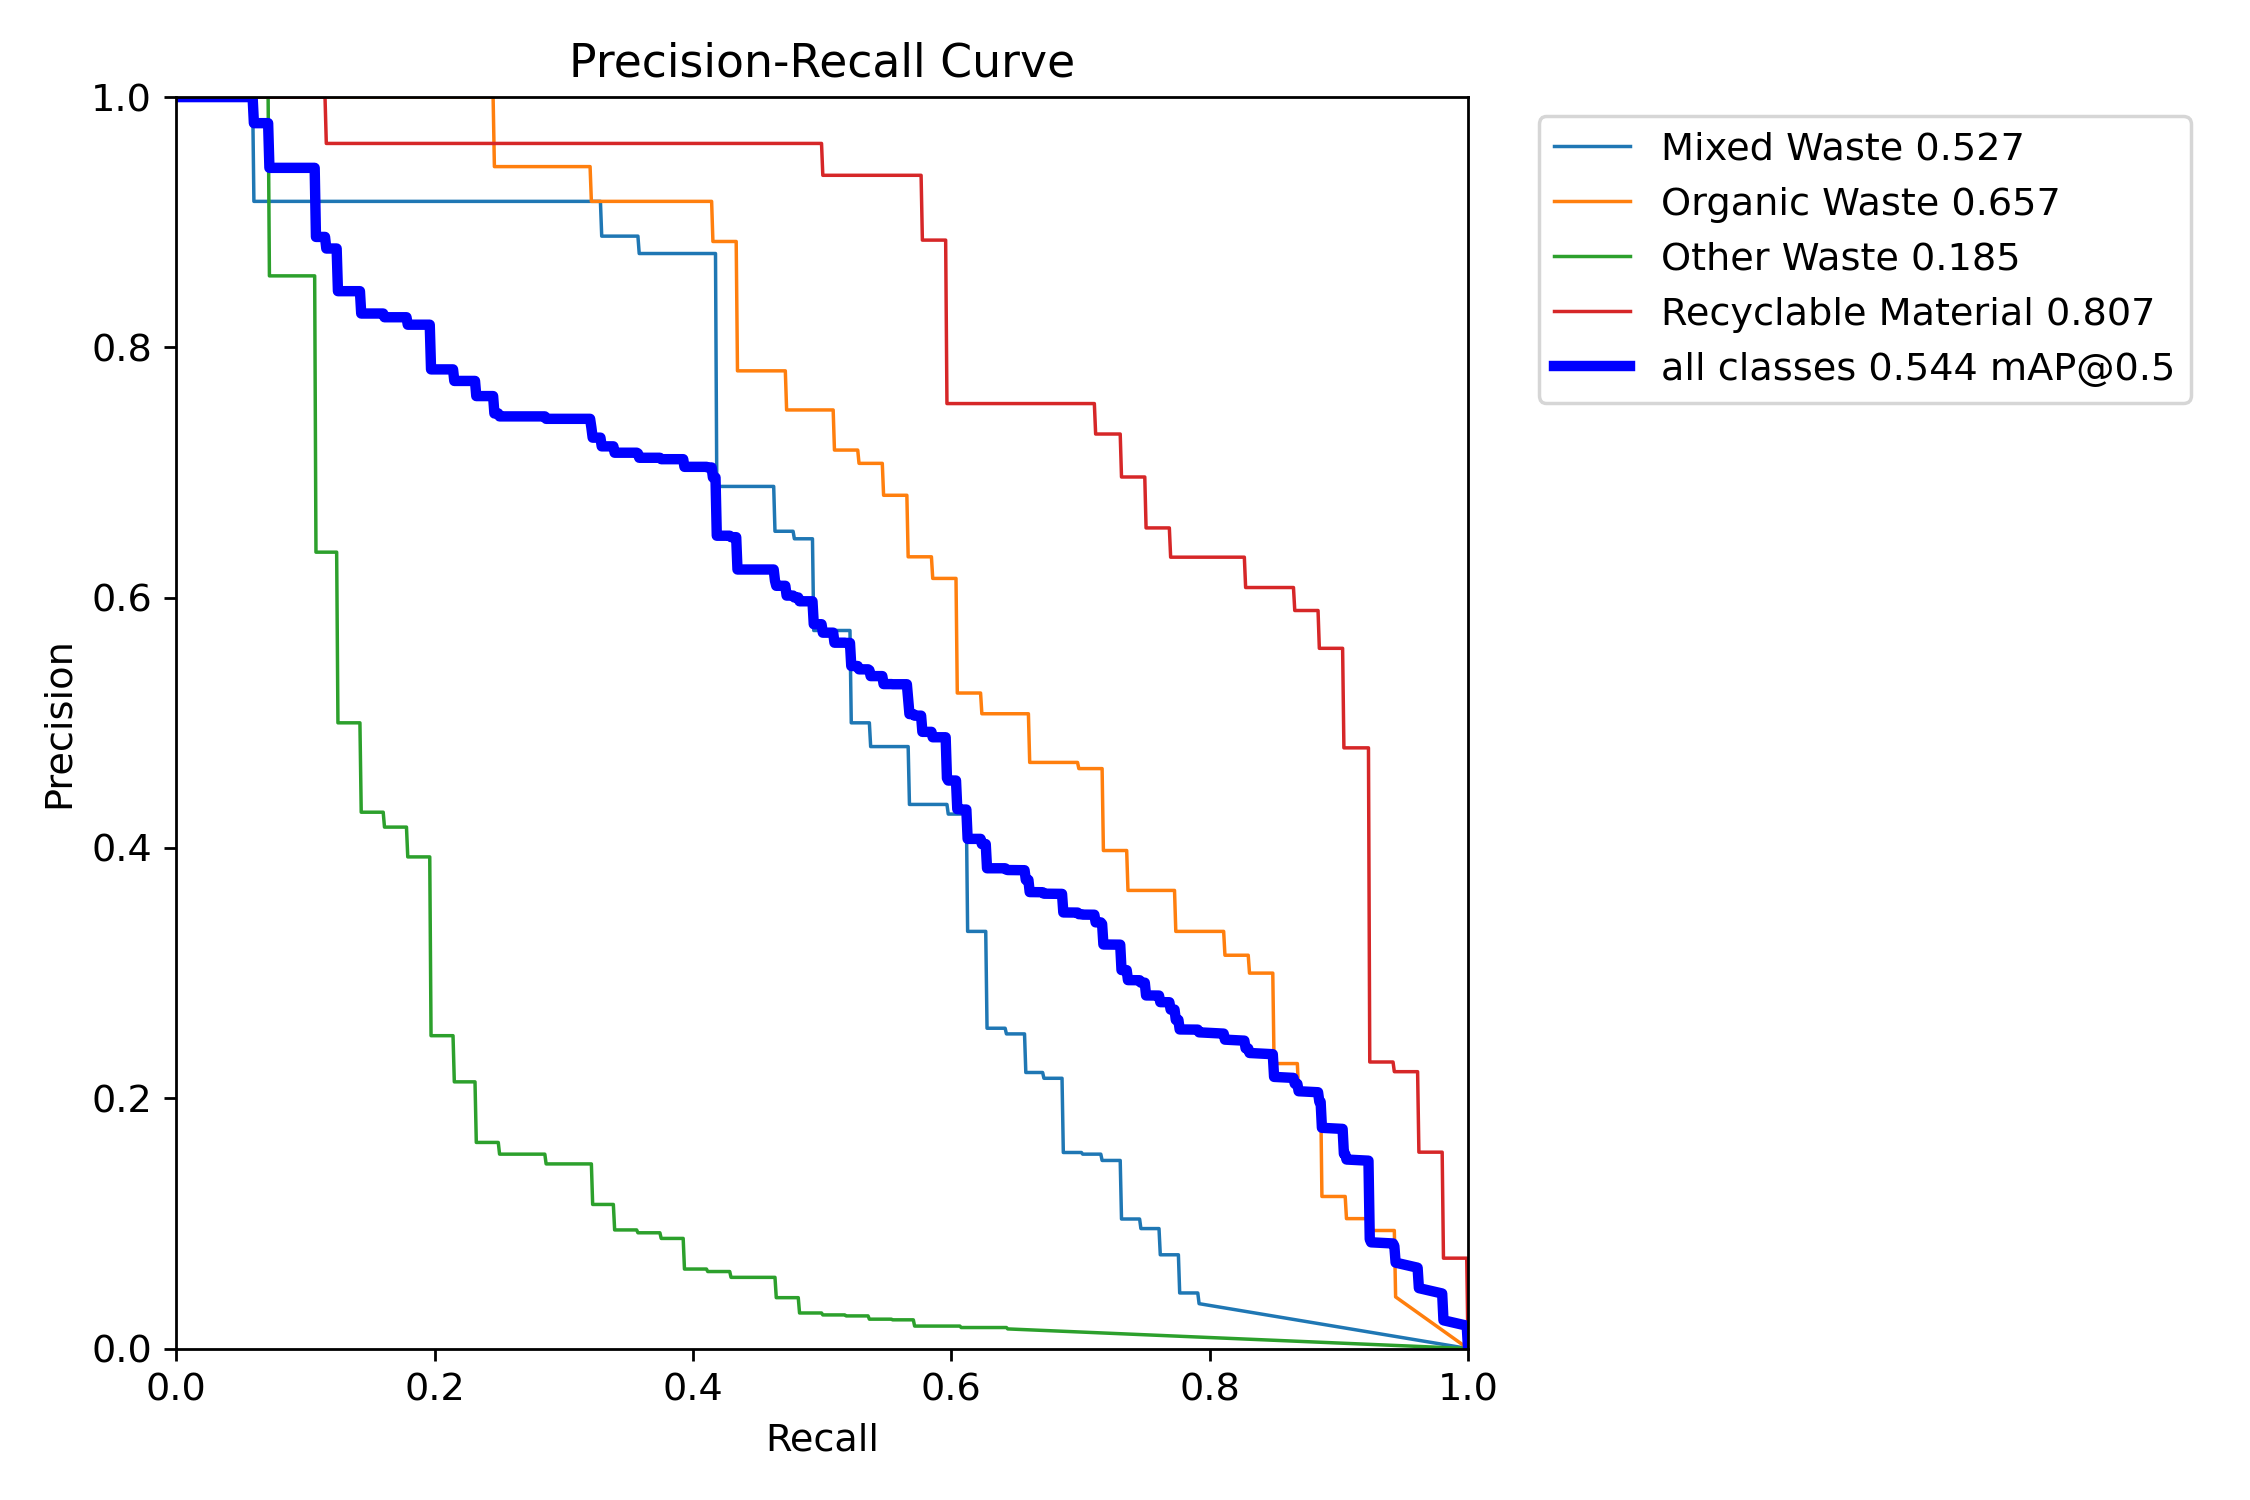 Precision-Recall Curve
1.0
0.8
0.6
0.4
0.2
0.0
Precision
0.0 0.2 0.4 0.6 0.8 1.0
Recall
Mixed Waste 0.527
Organic Waste 0.657
Other Waste 0.185
Recyclable Material 0.807
all classes 0.544 mAP@0.5